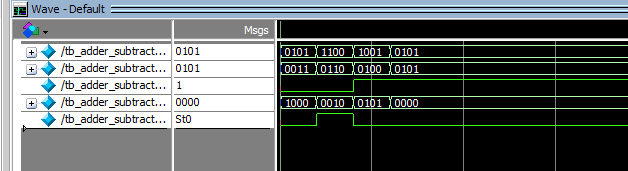 Wave - Default
Msgs
/tb_adder_subtract... 0101 0101 1100 1001 0101
/tb_adder_subtract... 0101 0011 0110 0100 0101
/tb_adder_subtract... 1
/tb_adder_subtract... 0000 1000 0010 0101 0000
/tb_adder_subtract... St0